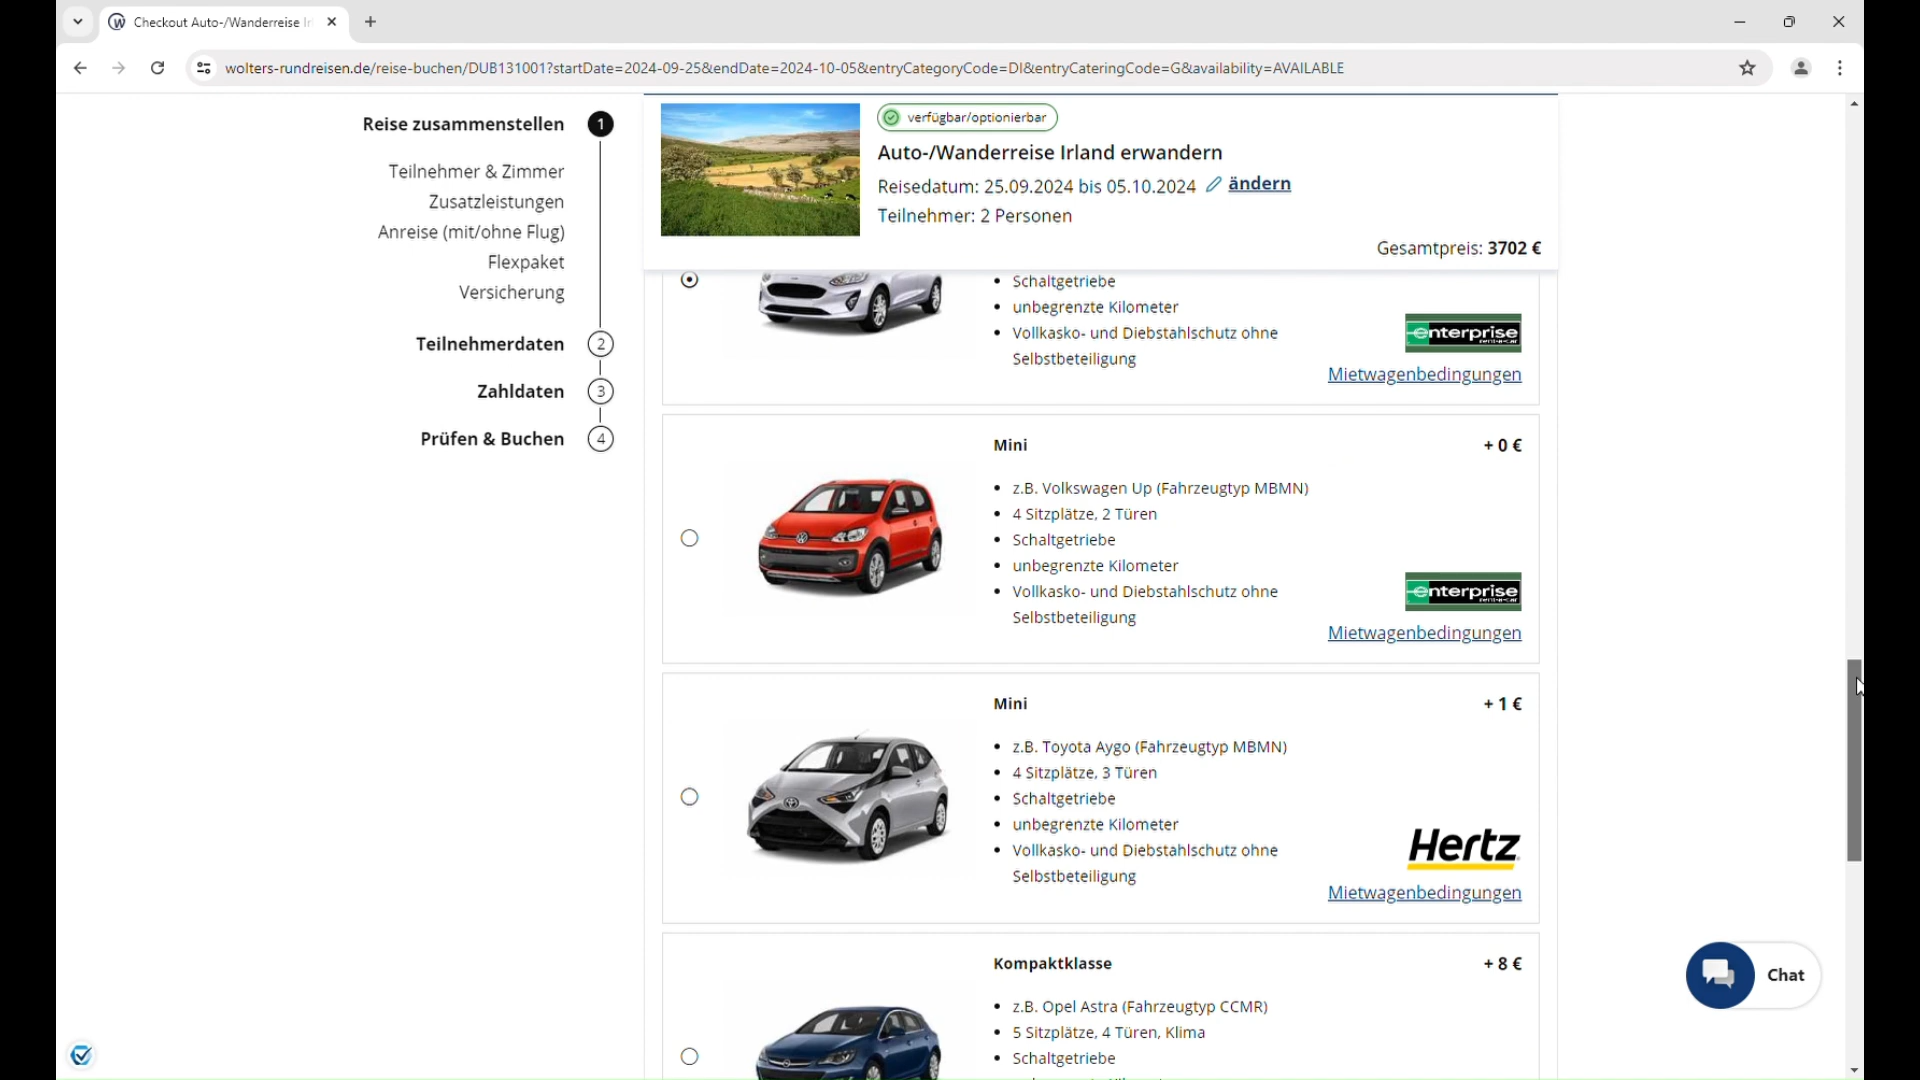 Checkout Auto-/Wanderreise Ir
wolters-rundreisen.de/reise-buchen/DUB131001?startDate=2024-09-25&endDate=2024-10-05&entryCategoryCode=DI&entryCateringCode=G&availability=AVAILABLE
Reise zusammenstellen 1
Teilnehmer & Zimmer
Zusatzleistungen
Anreise (mit/ohne Flug)
Flexpaket
Versicherung
Teilnehmerdaten 2
Zahldaten 3
Prüfen & Buchen 4
verfügbar/optionierbar
Auto-/Wanderreise Irland erwandern
Reisedatum: 25.09.2024 bis 05.10.2024 ändern
Teilnehmer: 2 Personen
Gesamtpreis: 3702 €
Schaltgetriebe
unbegrenzte Kilometer
Vollkasko- und Diebstahlschutz ohne
Selbstbeteiligung
enterprise
rent-a-car
Mietwagenbedingungen
Mini + 0 €
z.B. Volkswagen Up (Fahrzeugtyp MBMN)
4 Sitzplätze, 2 Türen
Schaltgetriebe
unbegrenzte Kilometer
Vollkasko- und Diebstahlschutz ohne
Selbstbeteiligung
enterprise
rent-a-car
Mietwagenbedingungen
Mini + 1 €
z.B. Toyota Aygo (Fahrzeugtyp MBMN)
4 Sitzplätze, 3 Türen
Schaltgetriebe
unbegrenzte Kilometer
Vollkasko- und Diebstahlschutz ohne
Selbstbeteiligung
Hertz
Mietwagenbedingungen
Kompaktklasse + 8 €
z.B. Opel Astra (Fahrzeugtyp CCMR)
5 Sitzplätze, 4 Türen, Klima
Schaltgetriebe
Chat